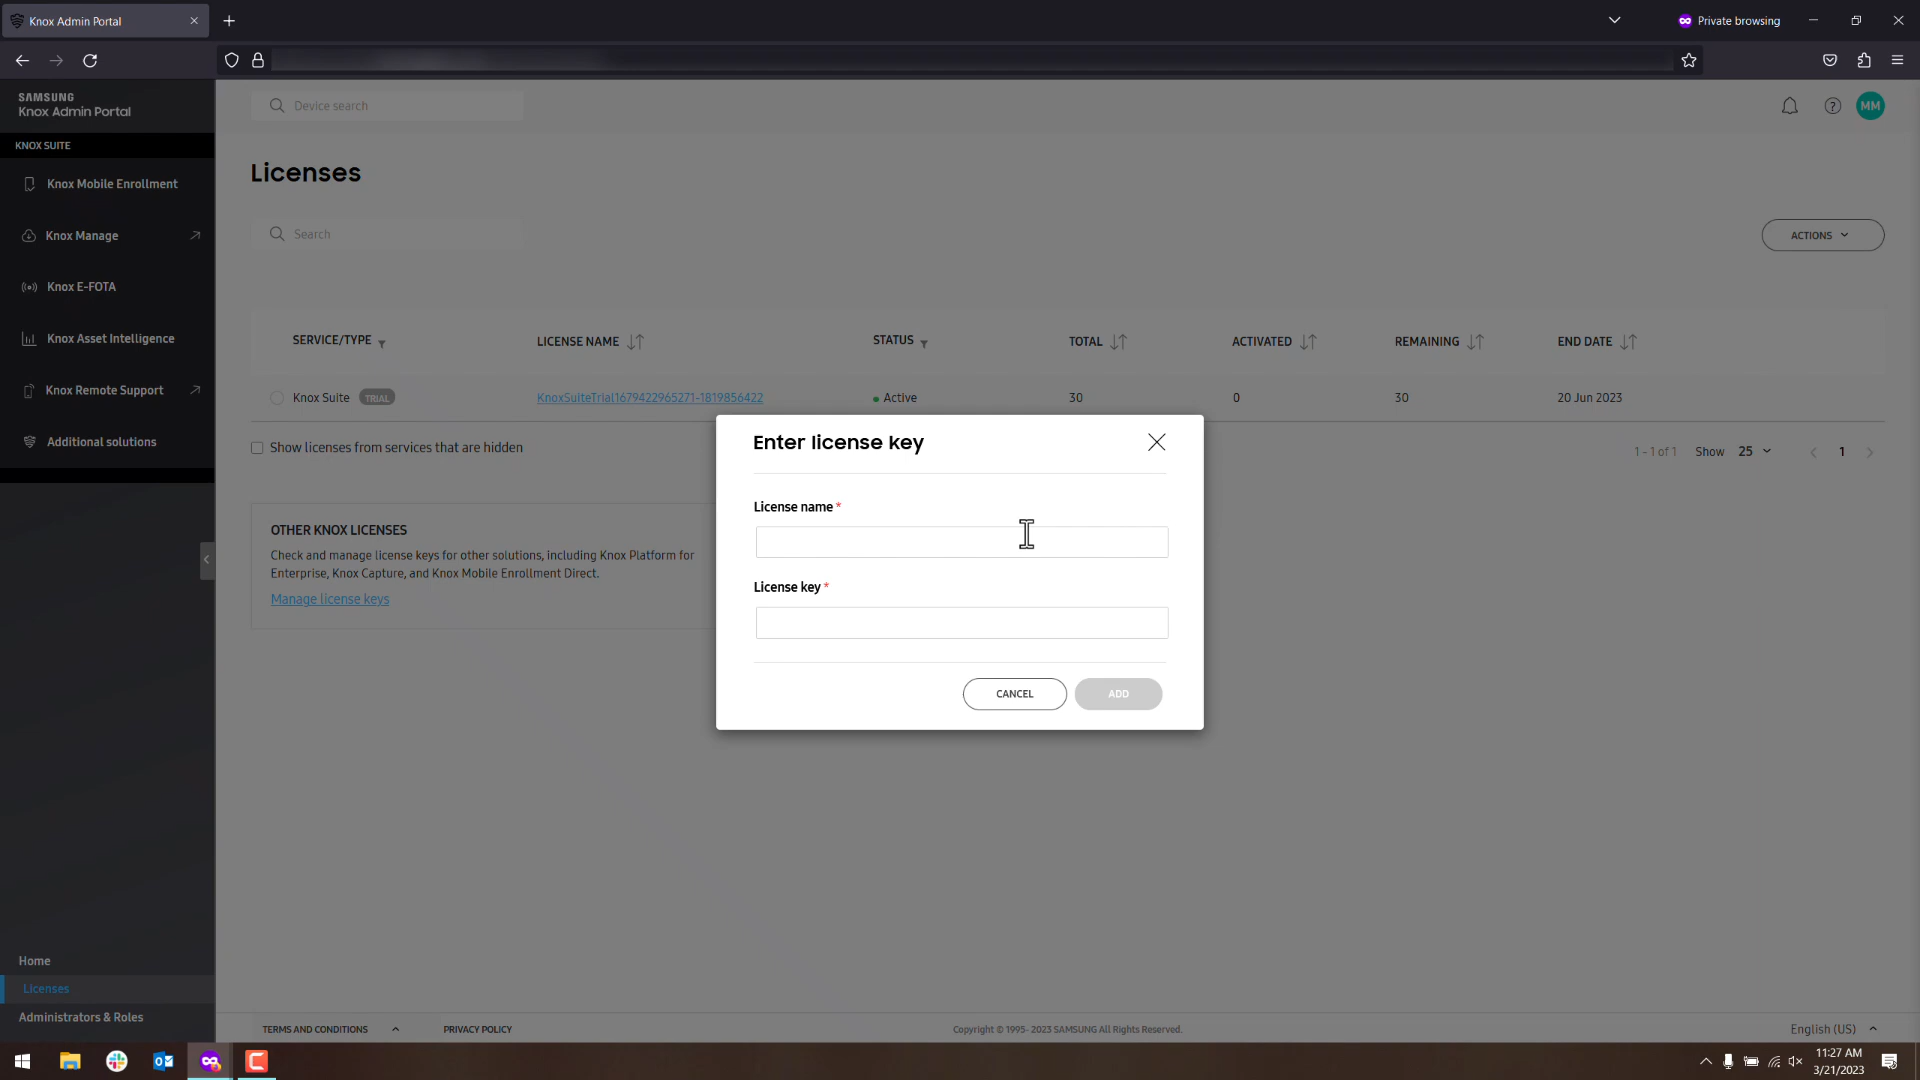 Knox Admin Portal
Private browsing
SAMSUNG
Knox Admin Portal
Device search
MM
KNOX SUITE
Knox Mobile Enrollment
Knox Manage
Knox E-FOTA
Knox Asset Intelligence
Knox Remote Support
Additional solutions
Licenses
Search
ACTIONS
SERVICE/TYPE LICENSE NAME STATUS TOTAL ACTIVATED REMAINING END DATE
Knox Suite TRIAL KnoxSuiteTrial1679422965271-1819856422 Active 30 0 30 20 Jun 2023
Show licenses from services that are hidden
1 - 1 of 1 Show 25 1
OTHER KNOX LICENSES
Check and manage license keys for other solutions, including Knox Platform for
Enterprise, Knox Capture, and Knox Mobile Enrollment Direct.
Manage license keys
Enter license key
License name *
License key *
CANCEL ADD
Home
Licenses
Administrators & Roles
TERMS AND CONDITIONS PRIVACY POLICY Copyright © 1995- 2023 SAMSUNG All Rights Reserved. English (US)
11:27 AM
3/21/2023